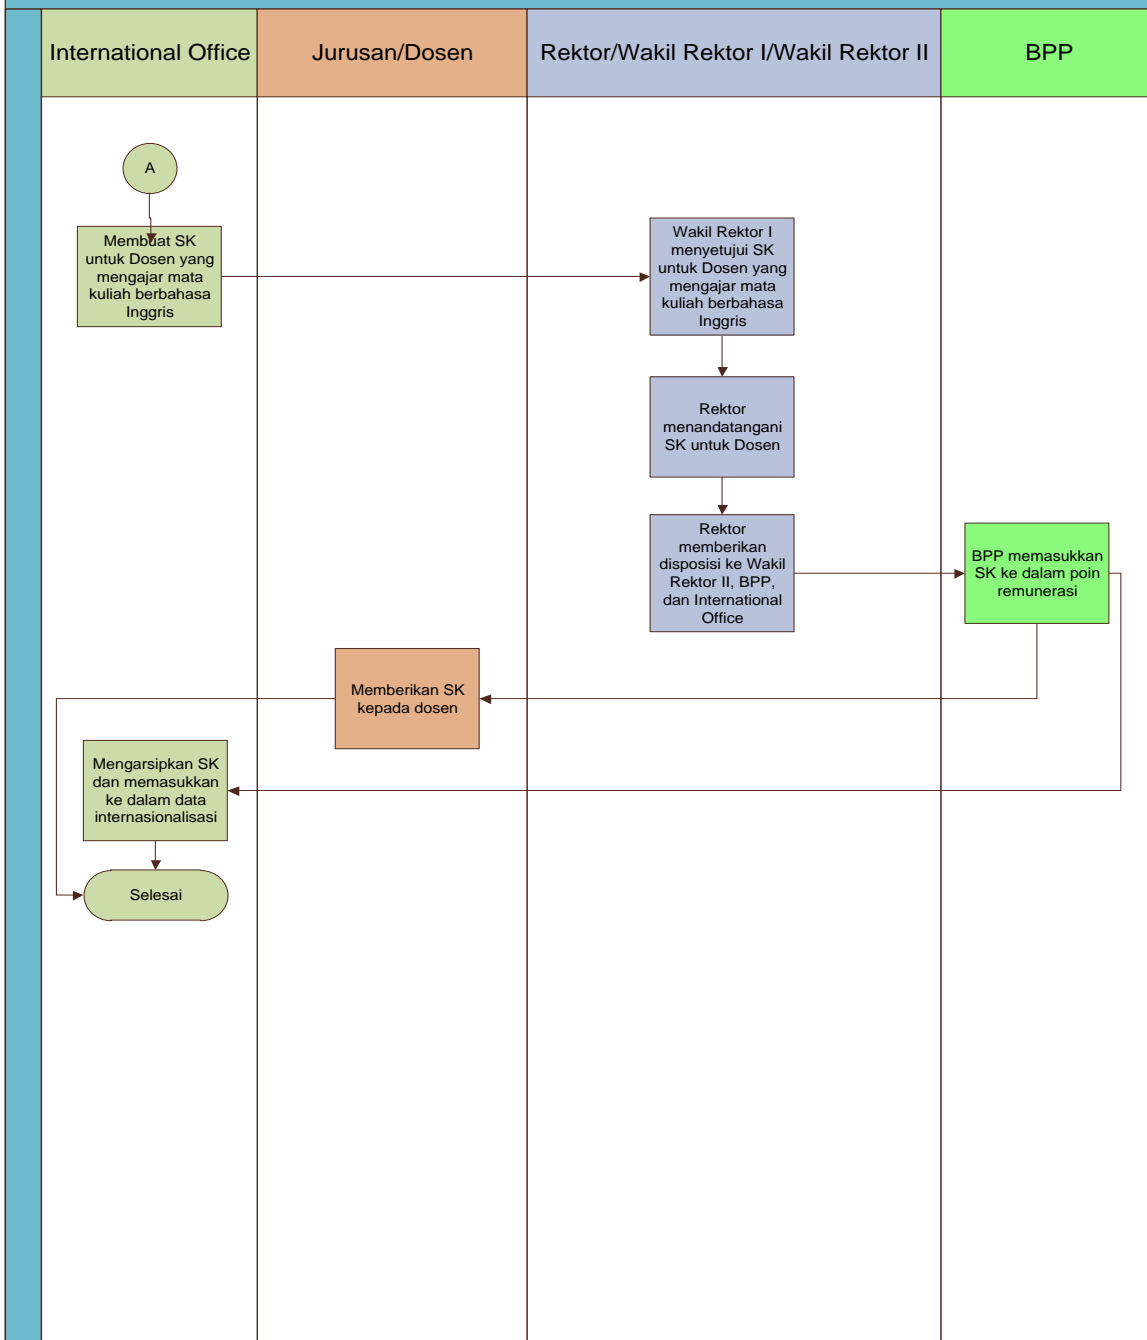 International Office
Jurusan/Dosen
Rektor/Wakil Rektor I/Wakil Rektor II
BPP
A
Membuat SK
untuk Dosen yang
mengajar mata
kuliah berbahasa
Inggris
Wakil Rektor I
menyetujui SK
untuk Dosen yang
mengajar mata
kuliah berbahasa
Inggris
Rektor
menandatangani
SK untuk Dosen
Rektor
memberikan
disposisi ke Wakil
Rektor II, BPP,
dan International
Office
BPP memasukkan
SK ke dalam poin
remunerasi
Memberikan SK
kepada dosen
Mengarsipkan SK
dan memasukkan
ke dalam data
internasionalisasi
Selesai